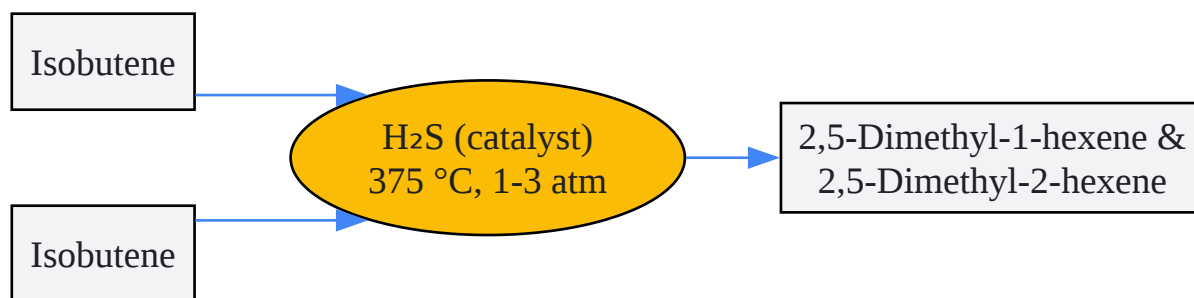 Isobutene
H₂S (catalyst)
375 °C, 1-3 atm
2,5-Dimethyl-1-hexene &
2,5-Dimethyl-2-hexene
Isobutene